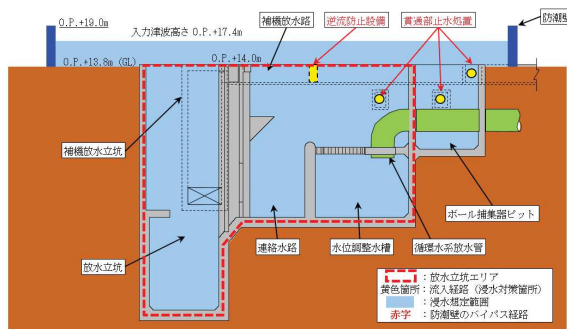 O.P.+19.0m
入力津波高さ O.P.+17.4m
補機放水路
逆流防止設備
貫通部止水処置
防潮壁
O.P.+13.8m (GL)
O.P.+14.0m
補機放水立坑
放水立坑
連絡水路
水位調整水槽
循環水系放水管
ボール捕集器ピット
：放水立坑エリア
黄色箇所：流入経路（浸水対策箇所）
：浸水想定範囲
赤字：防潮壁のバイパス経路